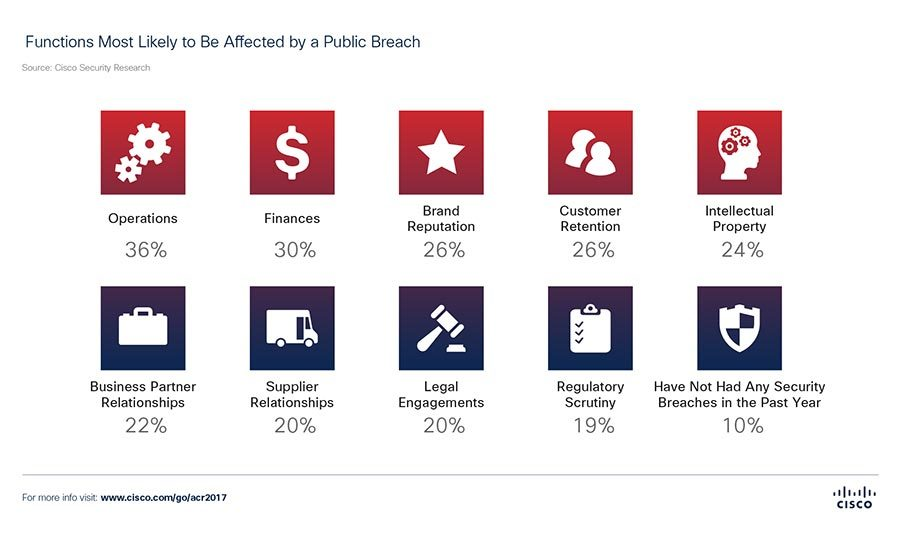 Functions Most Likely to Be Affected by a Public Breach
Source: Cisco Security Research
Operations
36%
Finances
30%
Brand
Reputation
26%
Customer
Retention
26%
Intellectual
Property
24%
Business Partner
Relationships
22%
Supplier
Relationships
20%
Legal
Engagements
20%
Regulatory
Scrutiny
19%
Have Not Had Any Security
Breaches in the Past Year
10%
For more info visit: www.cisco.com/go/acr2017
CISCO